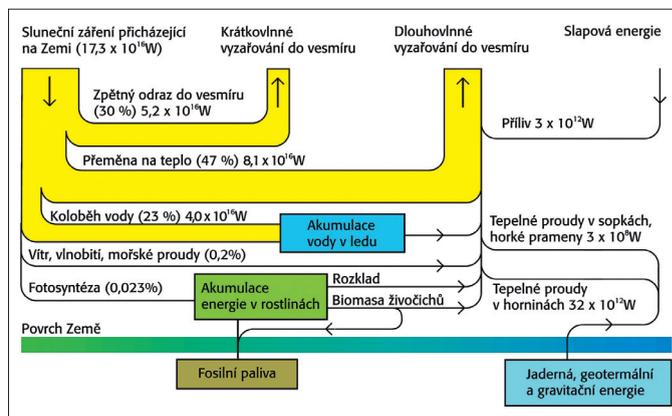 Sluneční záření přicházející
na Zemi (17,3 x 10¹⁶W)
Krátkovlnné
vyzařování do vesmíru
Dlouhovlnné
vyzařování do vesmíru
Slapová energie
Zpětný odraz do vesmíru
(30 %) 5,2 x 10¹⁶W
Příliv 3 x 10¹²W
Přeměna na teplo (47 %) 8,1 x 10¹⁶W
Koloběh vody (23 %) 4,0 x 10¹⁶W
Akumulace
vody v ledu
Tepelné proudy v sopkách,
horké prameny 3 x 10⁸W
Vítr, vlnobití, mořské proudy (0,2%)
Fotosyntéza (0,023%)
Akumulace
energie v rostlinách
Rozklad
Biomasa živočichů
Tepelné proudy
v horninách 32 x 10¹²W
Povrch Země
Fosilní paliva
Jaderná, geotermální
a gravitační energie